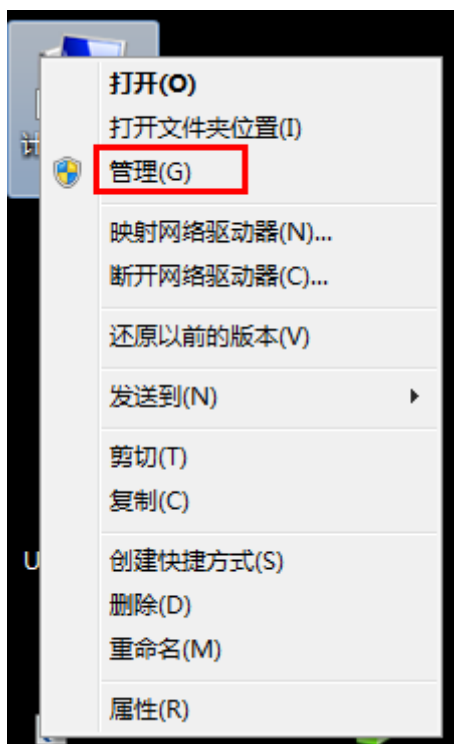 打开(O)
打开文件夹位置(I)
计
管理(G)
映射网络驱动器(N)...
断开网络驱动器(C)...
还原以前的版本(V)
发送到(N)
剪切(T)
复制(C)
U
创建快捷方式(S)
删除(D)
重命名(M)
属性(R)